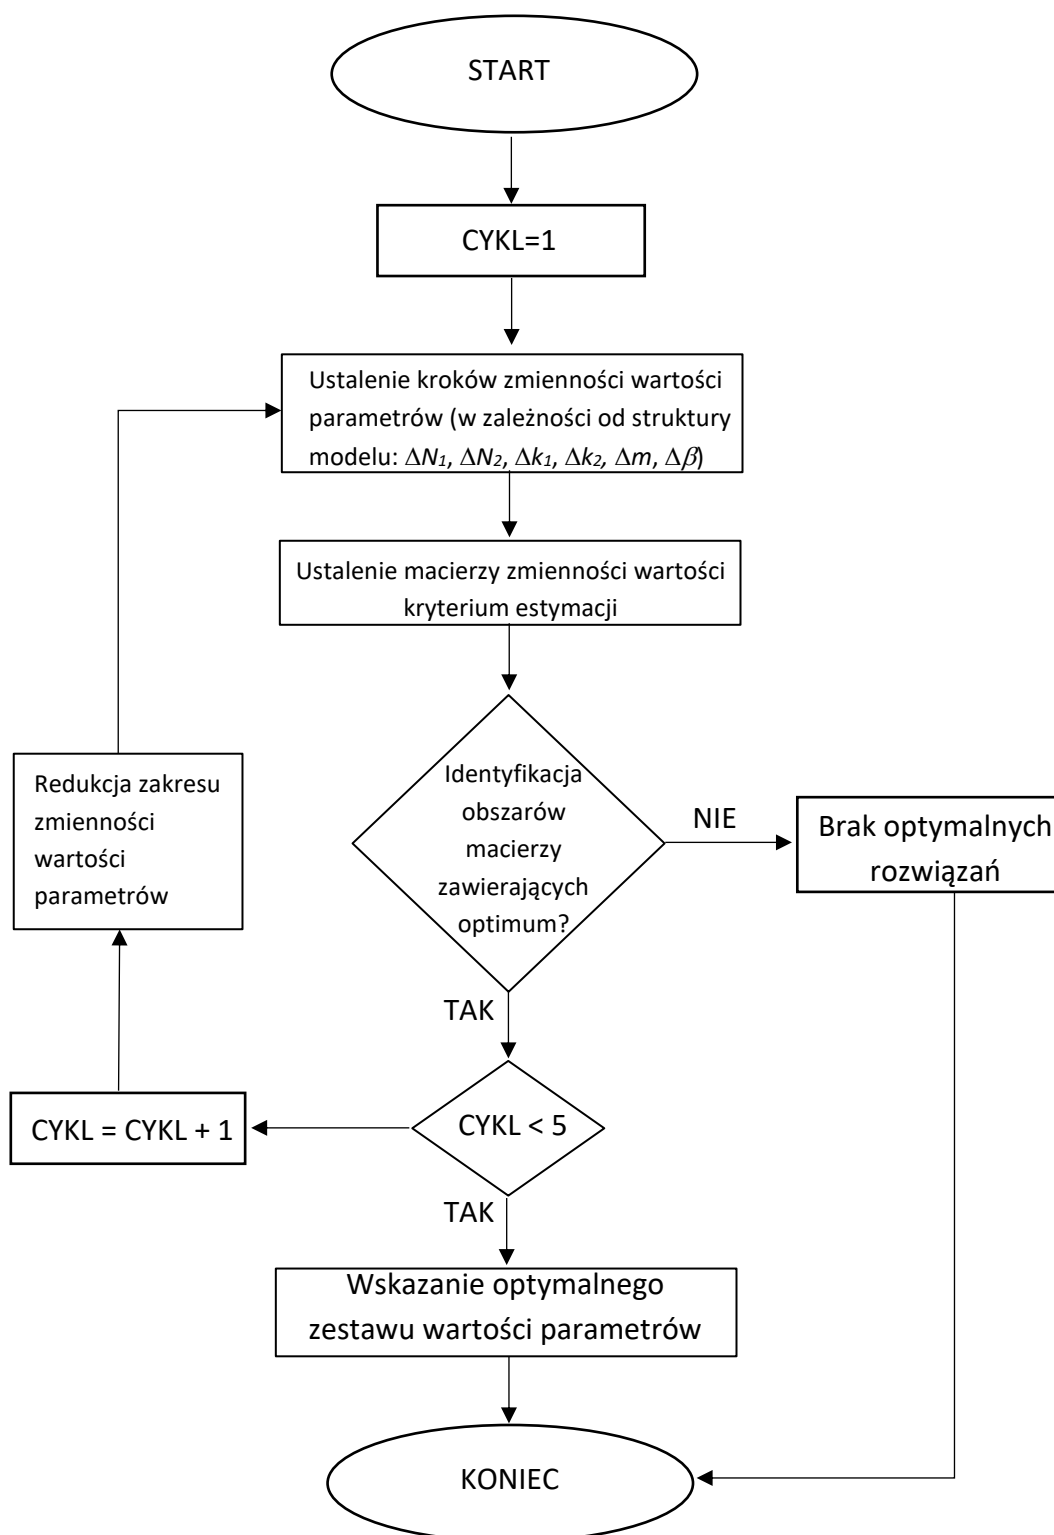 START
CYKL=1
Ustalenie kroków zmienności wartości
parametrów (w zależności od struktury
modelu: ΔN₁, ΔN₂, Δk₁, Δk₂, Δm, Δβ)
Ustalenie macierzy zmienności wartości
kryterium estymacji
Identyfikacja
obszarów
macierzy
zawierających
optimum?
NIE
Brak optymalnych
rozwiązań
Redukcja zakresu
zmienności
wartości
parametrów
TAK
CYKL < 5
CYKL = CYKL + 1
TAK
Wskazanie optymalnego
zestawu wartości parametrów
KONIEC